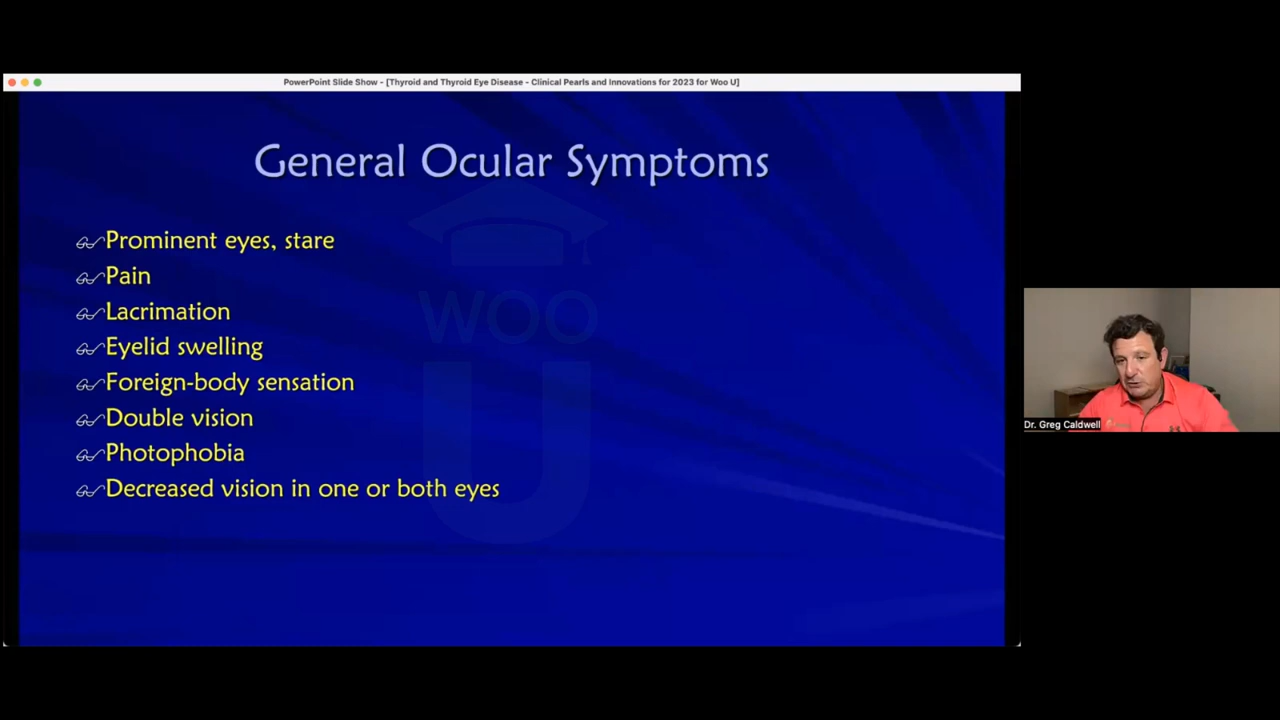 PowerPoint Slide Show - [Thyroid and Thyroid Eye Disease - Clinical Pearls and Innovations for 2023 for Woo U]
General Ocular Symptoms
Prominent eyes, stare
Pain
Lacrimation
Eyelid swelling
Foreign-body sensation
Double vision
Photophobia
Decreased vision in one or both eyes
WOO
U
Dr. Greg Caldwell